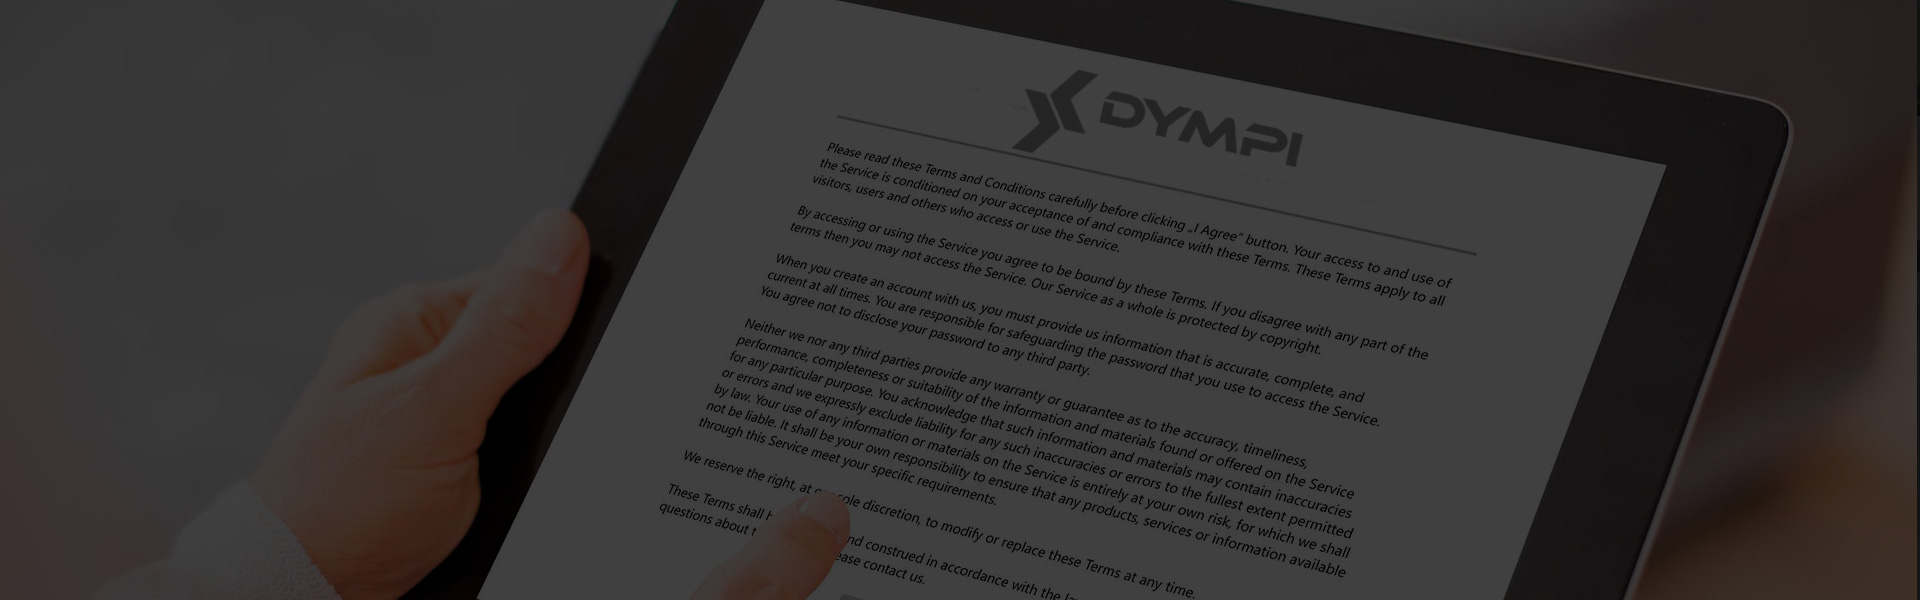 DYMPI
Please read these Terms and Conditions carefully before clicking „I Agree" button. Your access to and use of
the Service is conditioned on your acceptance of and compliance with these Terms. These Terms apply to all
visitors, users and others who access or use the Service.
By accessing or using the Service you agree to be bound by these Terms. If you disagree with any part of the
terms then you may not access the Service. Our Service as a whole is protected by copyright.
When you create an account with us, you must provide us information that is accurate, complete, and
current at all times. You are responsible for safeguarding the password that you use to access the Service.
You agree not to disclose your password to any third party.
Neither we nor any third parties provide any warranty or guarantee as to the accuracy, timeliness,
performance, completeness or suitability of the information and materials found or offered on the Service
for any particular purpose. You acknowledge that such information and materials may contain inaccuracies
or errors and we expressly exclude liability for any such inaccuracies or errors to the fullest extent permitted
by law. Your use of any information or materials on the Service is entirely at your own risk, for which we shall
not be liable. It shall be your own responsibility to ensure that any products, services or information available
through this Service meet your specific requirements.
We reserve the right, at sole discretion, to modify or replace these Terms at any time.
These Terms shall and construed in accordance with the
questions about please contact us.